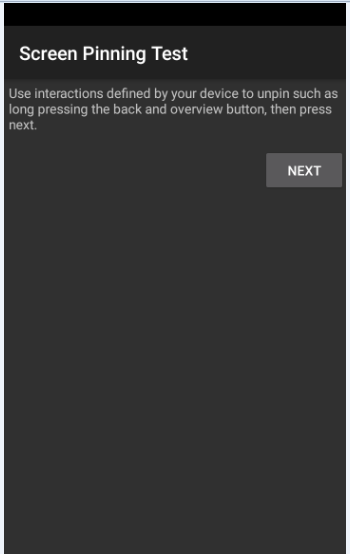 Screen Pinning Test
Use interactions defined by your device to unpin such as
long pressing the back and overview button, then press
next.
NEXT